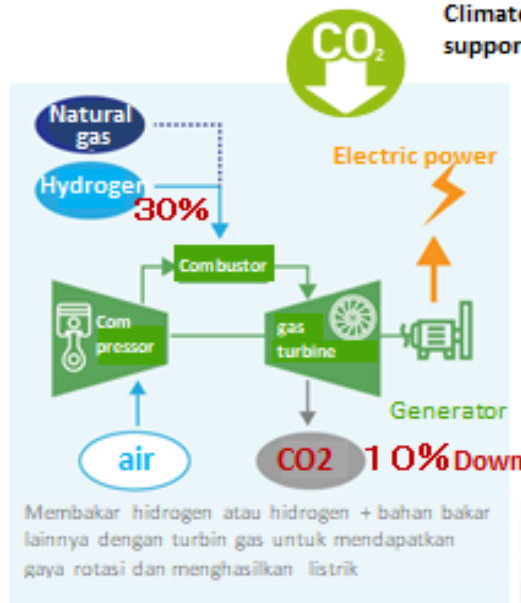 Climate
suppor
CO₂
Natural
gas
Electric power
Hydrogen
30%
Combustor
Com
pressor
gas
turbine
Generator
air
CO2
10% Down
Membakar hidrogen atau hidrogen + bahan bakar
lainnya dengan turbin gas untuk mendapatkan
gaya rotasi dan menghasilkan listrik